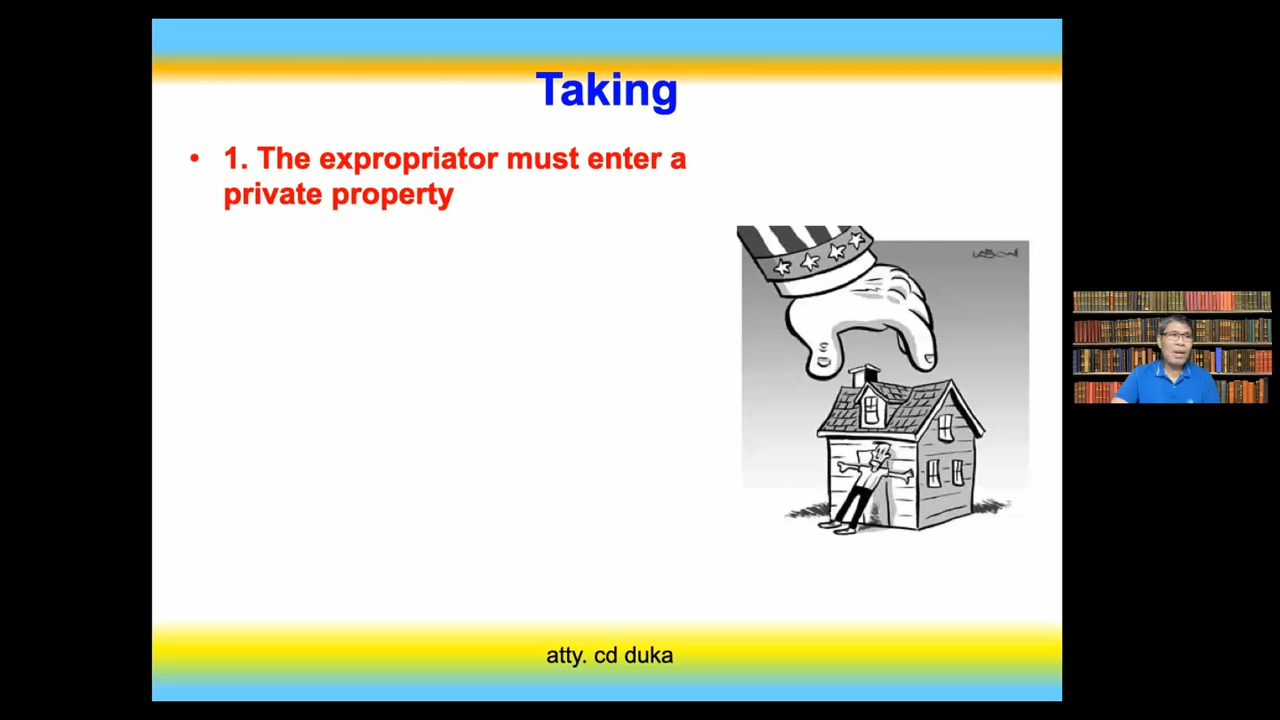 Taking
• 1. The expropriator must enter a
private property
atty. cd duka